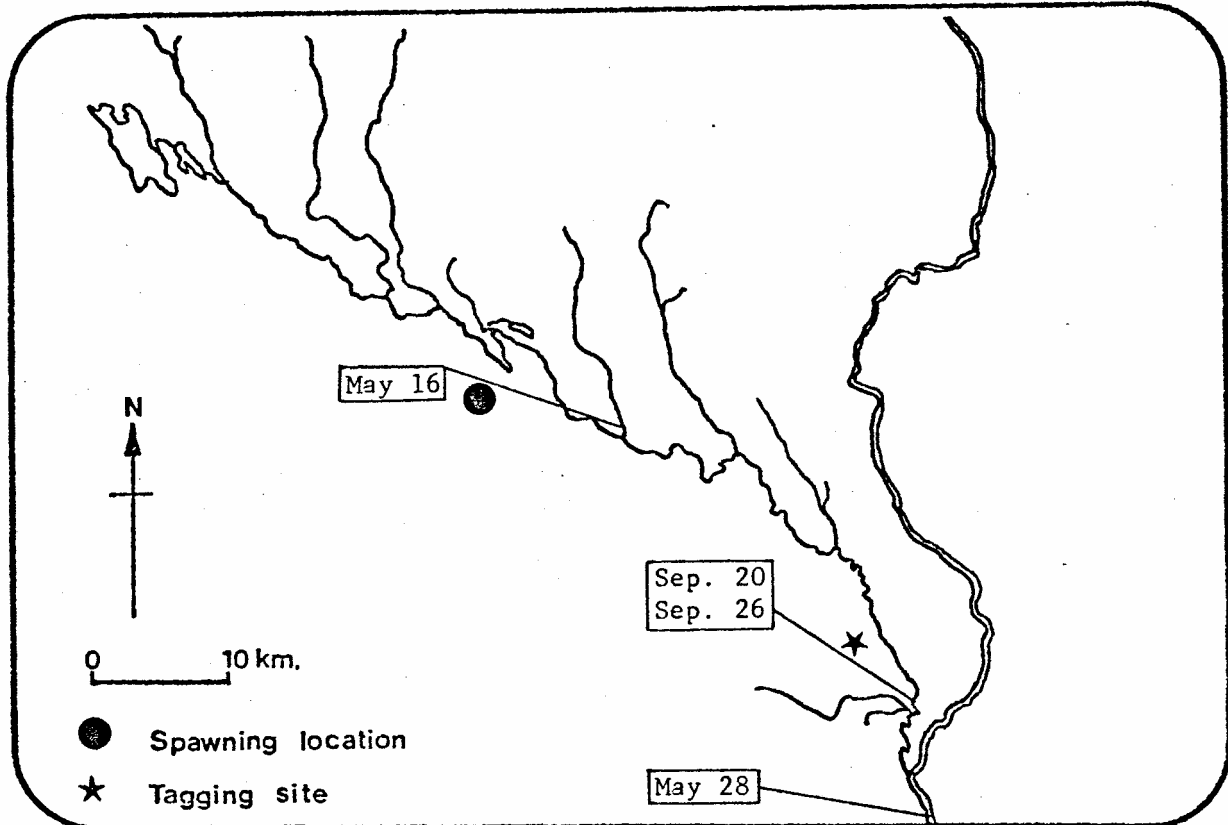 May 16
N
Sep. 20
Sep. 26
0 10 km.
Spawning location
Tagging site
May 28